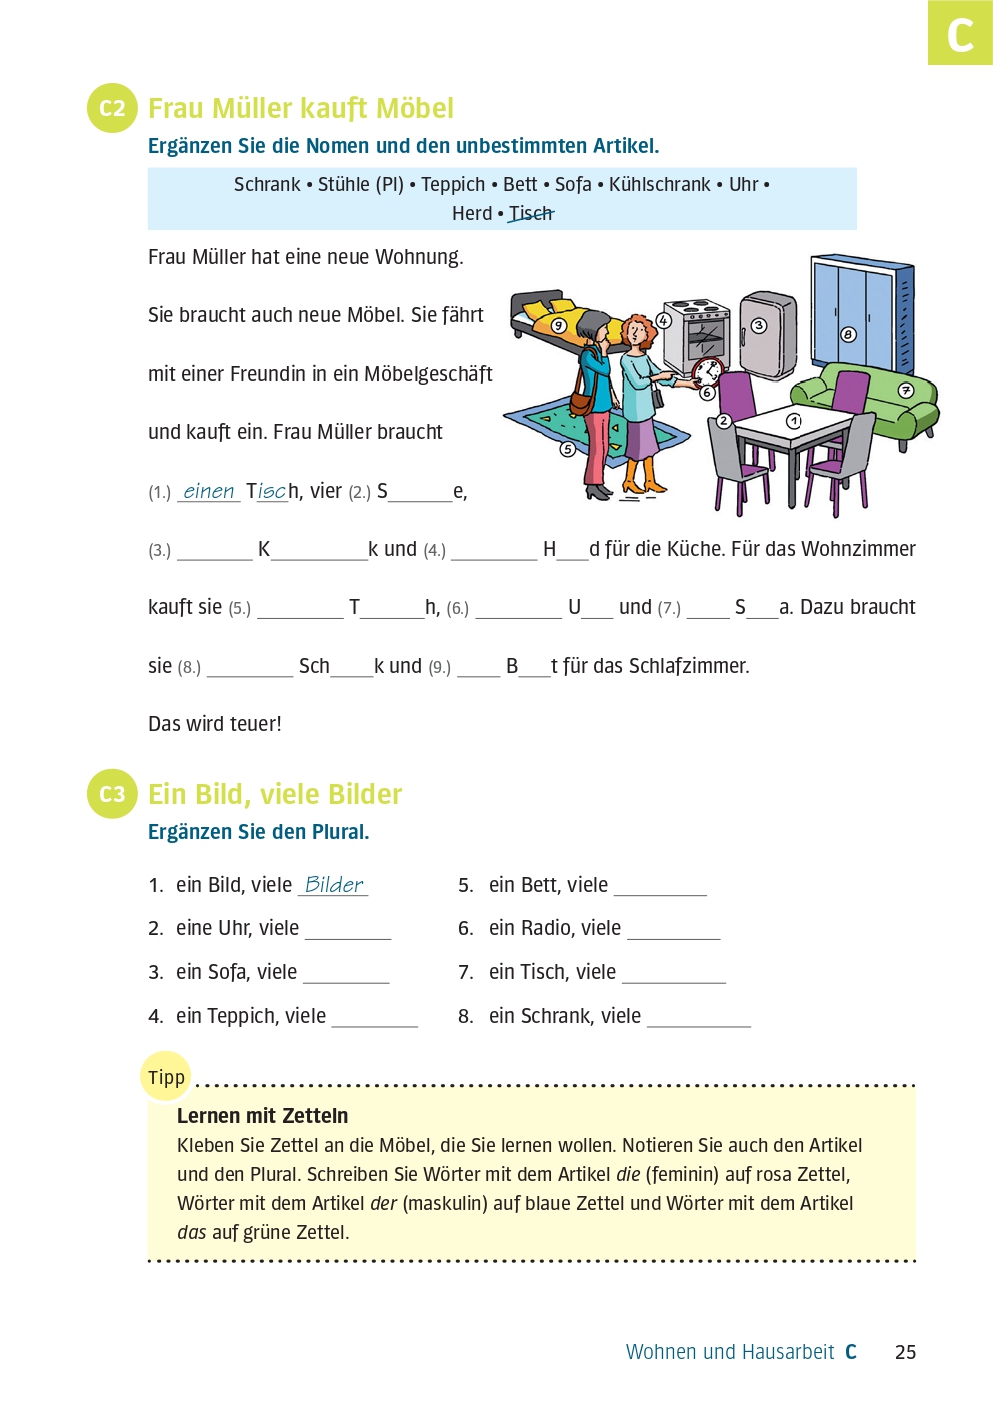 C
C2 Frau Müller kauft Möbel
Ergänzen Sie die Nomen und den unbestimmten Artikel.
Schrank • Stühle (Pl) • Teppich • Bett • Sofa • Kühlschrank • Uhr •
Herd • Tisch
Frau Müller hat eine neue Wohnung.
Sie braucht auch neue Möbel. Sie fährt
mit einer Freundin in ein Möbelgeschäft
und kauft ein. Frau Müller braucht
(1.) einen Tisch, vier (2.) S______e,
(3.) _______ K_________k und (4.) ________ H___d für die Küche. Für das Wohnzimmer
kauft sie (5.) ________ T______h, (6.) ________ U___ und (7.) ____ S___a. Dazu braucht
sie (8.) ________ Sch____k und (9.) ____ B___t für das Schlafzimmer.
Das wird teuer!
9
4
3
8
6
7
2
1
5
C3 Ein Bild, viele Bilder
Ergänzen Sie den Plural.
1. ein Bild, viele Bilder
2. eine Uhr, viele ________
3. ein Sofa, viele ________
4. ein Teppich, viele ________
5. ein Bett, viele ________
6. ein Radio, viele ________
7. ein Tisch, viele _________
8. ein Schrank, viele _________
Tipp
Lernen mit Zetteln
Kleben Sie Zettel an die Möbel, die Sie lernen wollen. Notieren Sie auch den Artikel
und den Plural. Schreiben Sie Wörter mit dem Artikel die (feminin) auf rosa Zettel,
Wörter mit dem Artikel der (maskulin) auf blaue Zettel und Wörter mit dem Artikel
das auf grüne Zettel.
Wohnen und Hausarbeit C 25